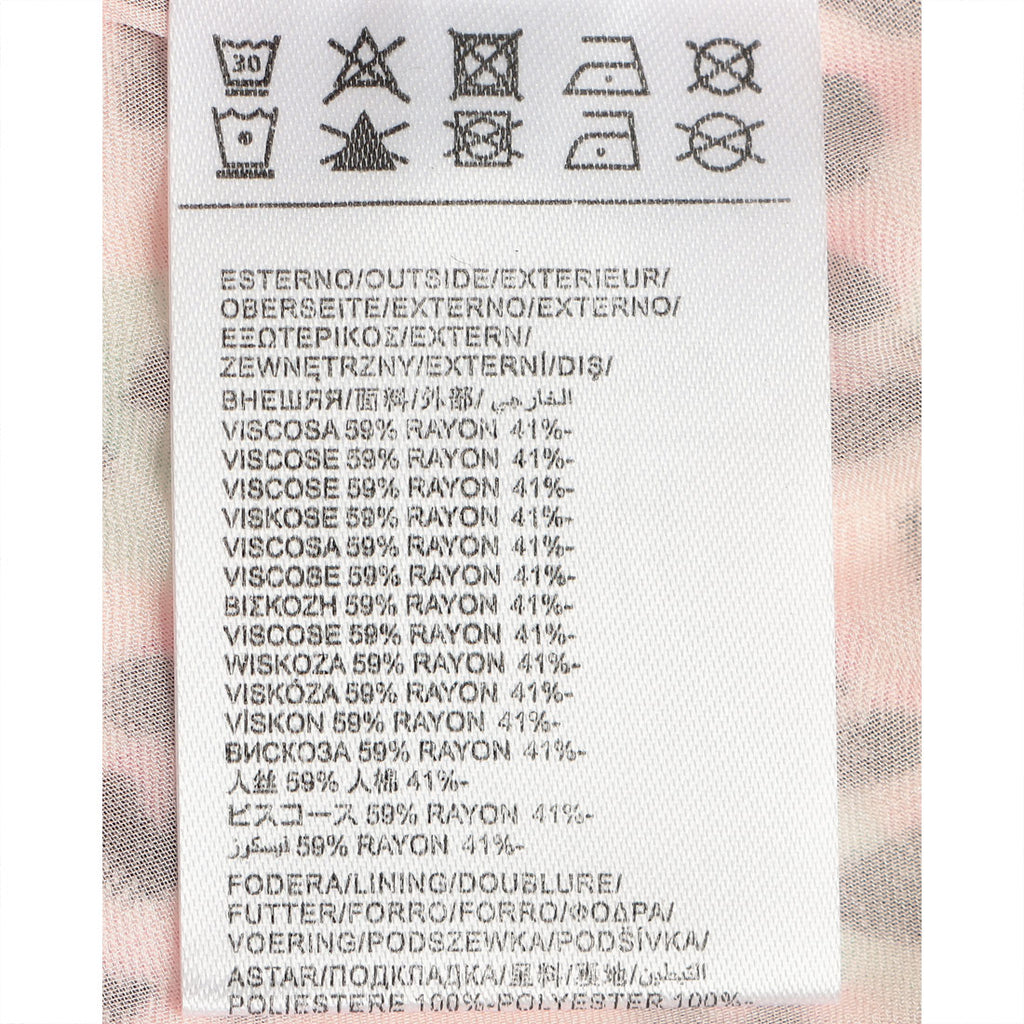 30
ESTERNO/OUTSIDE/EXTERIEUR/
OBERSEITE/EXTERNO/EXTERNO/
ΕΞΩΤΕΡΙΚΟΣ/EXTERN/
ZEWNĘTRZNY/EXTERNÍ/DIŞ/
ВНЕШЯЯ/面料/外部/ الخارجي
VISCOSA 59% RAYON 41%-
VISCOSE 59% RAYON 41%-
VISCOSE 59% RAYON 41%-
VISKOSE 59% RAYON 41%-
VISCOSA 59% RAYON 41%-
VISCOSE 59% RAYON 41%-
ΒΙΣΚΟΖΗ 59% RAYON 41%-
VISCOSE 59% RAYON 41%-
WISKOZA 59% RAYON 41%-
VISKÓZA 59% RAYON 41%-
VİSKON 59% RAYON 41%-
ВИСКОЗА 59% RAYON 41%-
人丝 59% 人棉 41%-
ビスコース 59% RAYON 41%-
فيسكوز 59% RAYON 41%-
FODERA/LINING/DOUBLURE/
FUTTER/FORRO/FORRO/ΦΟΔΡΑ/
VOERING/PODSZEWKA/PODŠÍVKA/
ASTAR/ПОДКЛАДКА/里料/裏地/التبطين
POLIESTERE 100%-POLYESTER 100%-